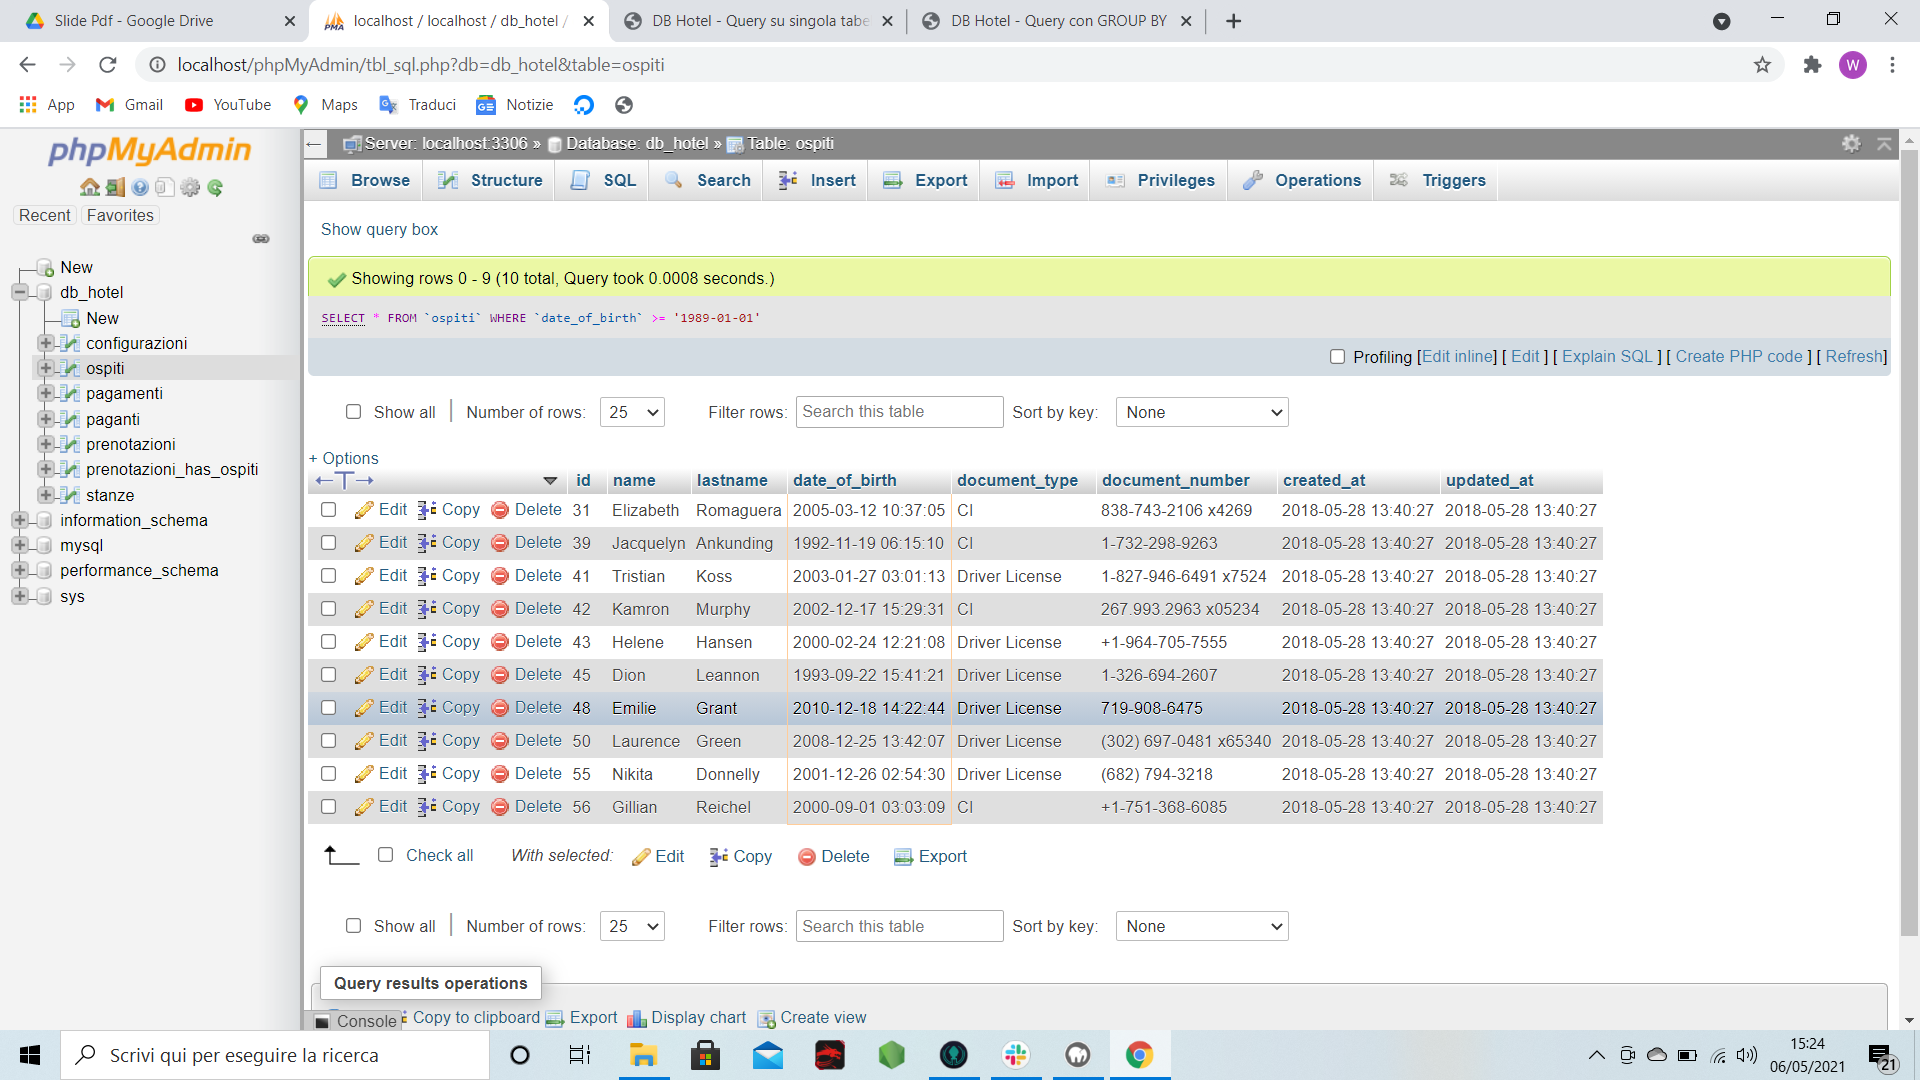 Slide Pdf - Google Drive
localhost / localhost / db_hotel /
DB Hotel - Query su singola tabe
DB Hotel - Query con GROUP BY
localhost/phpMyAdmin/tbl_sql.php?db=db_hotel&table=ospiti
W
App
Gmail
YouTube
Maps
Traduci
Notizie
phpMyAdmin
Recent
Favorites
New
db_hotel
New
configurazioni
ospiti
pagamenti
paganti
prenotazioni
prenotazioni_has_ospiti
stanze
information_schema
mysql
performance_schema
sys
Server: localhost:3306 » Database: db_hotel » Table: ospiti
Browse Structure SQL Search Insert Export Import Privileges Operations Triggers
Show query box
Showing rows 0 - 9 (10 total, Query took 0.0008 seconds.)
SELECT * FROM `ospiti` WHERE `date_of_birth` >= '1989-01-01'
Profiling [Edit inline] [ Edit ] [ Explain SQL ] [ Create PHP code ] [ Refresh]
Show all | Number of rows: 25 Filter rows: Search this table Sort by key: None
+ Options
←T→ id name lastname date_of_birth document_type document_number created_at updated_at
Edit Copy Delete 31 Elizabeth Romaguera 2005-03-12 10:37:05 CI 838-743-2106 x4269 2018-05-28 13:40:27 2018-05-28 13:40:27
Edit Copy Delete 39 Jacquelyn Ankunding 1992-11-19 06:15:10 CI 1-732-298-9263 2018-05-28 13:40:27 2018-05-28 13:40:27
Edit Copy Delete 41 Tristian Koss 2003-01-27 03:01:13 Driver License 1-827-946-6491 x7524 2018-05-28 13:40:27 2018-05-28 13:40:27
Edit Copy Delete 42 Kamron Murphy 2002-12-17 15:29:31 CI 267.993.2963 x05234 2018-05-28 13:40:27 2018-05-28 13:40:27
Edit Copy Delete 43 Helene Hansen 2000-02-24 12:21:08 Driver License +1-964-705-7555 2018-05-28 13:40:27 2018-05-28 13:40:27
Edit Copy Delete 45 Dion Leannon 1993-09-22 15:41:21 Driver License 1-326-694-2607 2018-05-28 13:40:27 2018-05-28 13:40:27
Edit Copy Delete 48 Emilie Grant 2010-12-18 14:22:44 Driver License 719-908-6475 2018-05-28 13:40:27 2018-05-28 13:40:27
Edit Copy Delete 50 Laurence Green 2008-12-25 13:42:07 Driver License (302) 697-0481 x65340 2018-05-28 13:40:27 2018-05-28 13:40:27
Edit Copy Delete 55 Nikita Donnelly 2001-12-26 02:54:30 Driver License (682) 794-3218 2018-05-28 13:40:27 2018-05-28 13:40:27
Edit Copy Delete 56 Gillian Reichel 2000-09-01 03:03:09 CI +1-751-368-6085 2018-05-28 13:40:27 2018-05-28 13:40:27
Check all With selected: Edit Copy Delete Export
Show all | Number of rows: 25 Filter rows: Search this table Sort by key: None
Query results operations
Console
Copy to clipboard Export Display chart Create view
Scrivi qui per eseguire la ricerca
15:24
06/05/2021
21